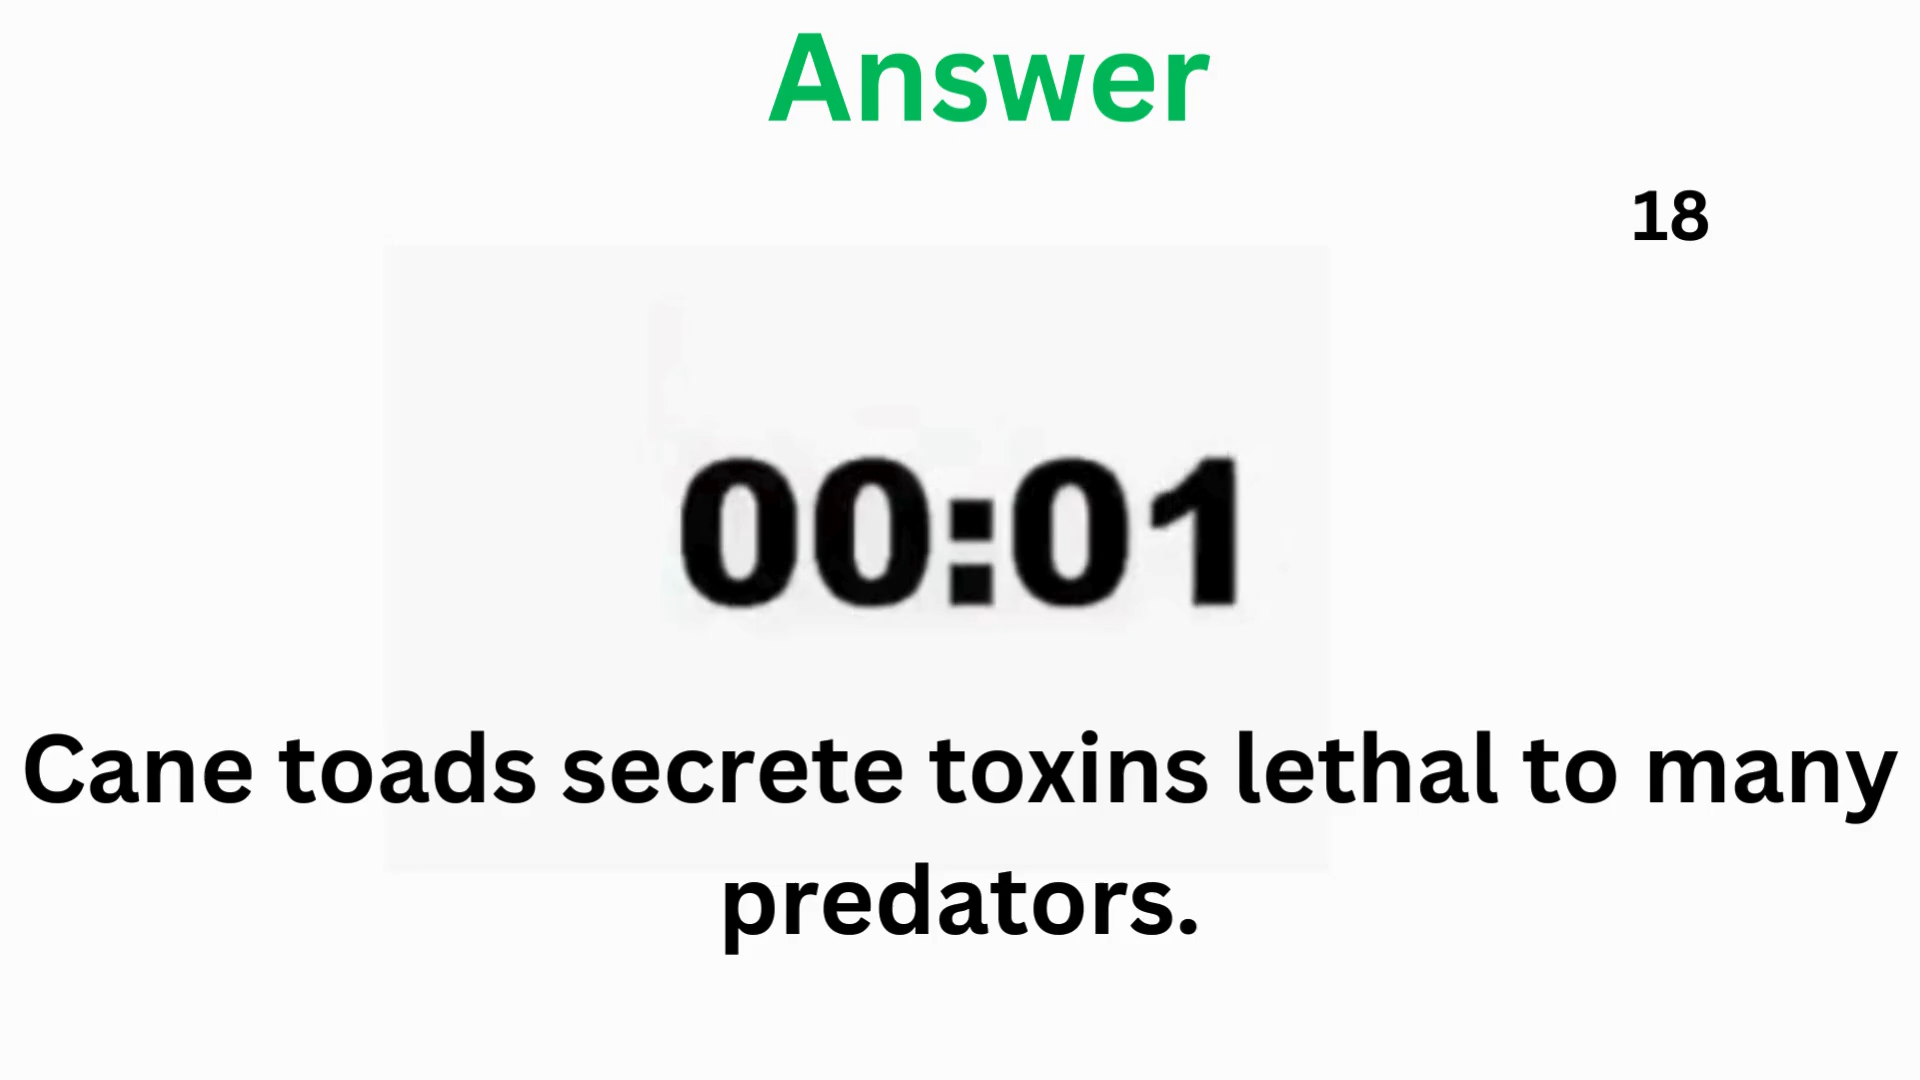 Answer
18
00:01
Cane toads secrete toxins lethal to many
predators.